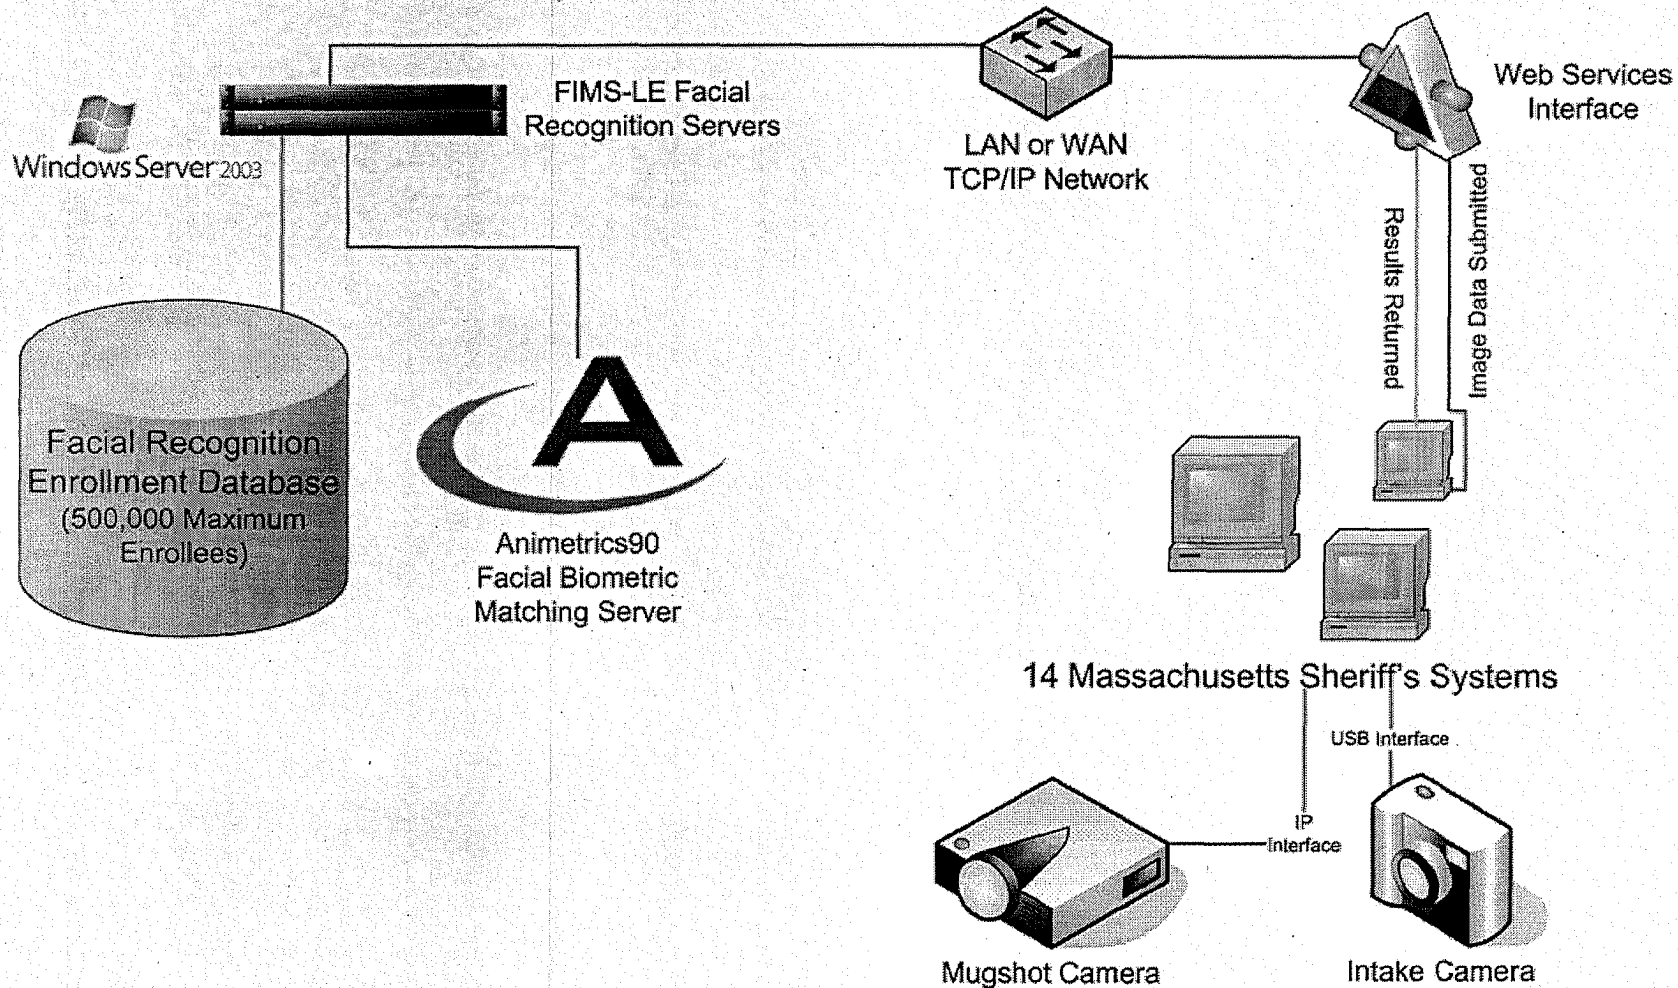 Windows Server 2003
FIMS-LE Facial
Recognition Servers
LAN or WAN
TCP/IP Network
Web Services
Interface
Results Returned
Image Data Submitted
Facial Recognition
Enrollment Database
(500,000 Maximum
Enrollees)
A
Animetrics90
Facial Biometric
Matching Server
14 Massachusetts Sheriff's Systems
USB Interface
IP
Interface
Mugshot Camera
Intake Camera